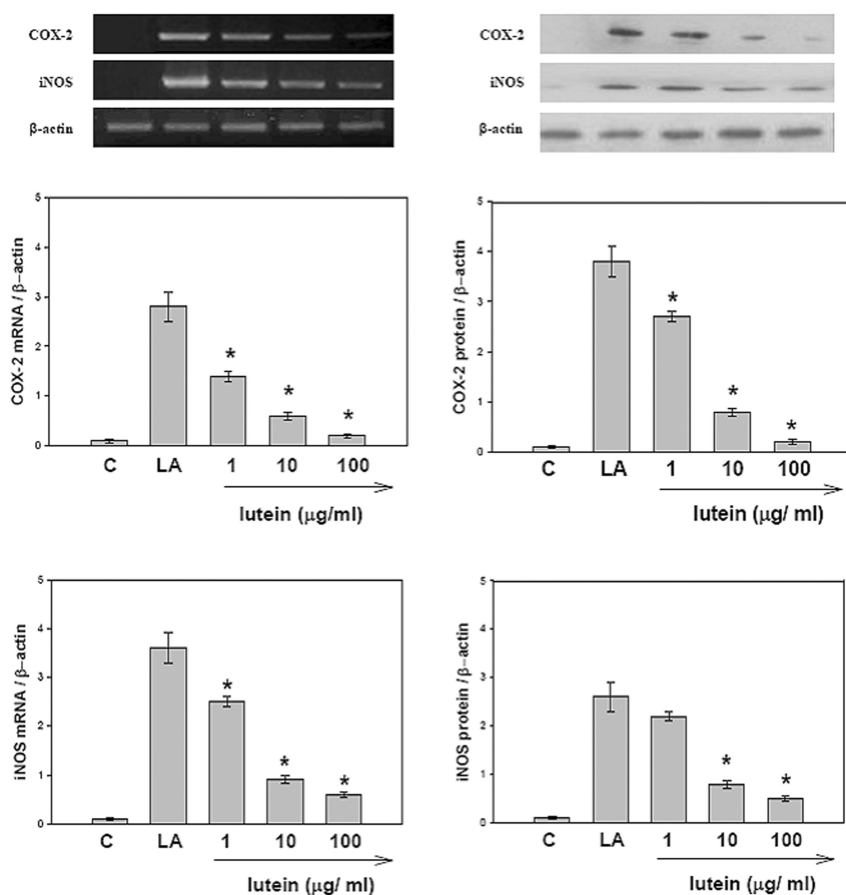 COX-2
iNOS
β-actin
COX-2
iNOS
β-actin
COX-2 mRNA / β−actin
5
4
3
2
1
0
*
*
*
C LA 1 10 100
lutein (μg/ml)
COX-2 protein / β−actin
5
4
3
2
1
0
*
*
*
C LA 1 10 100
lutein (μg/ ml)
iNOS mRNA / β−actin
5
4
3
2
1
0
*
*
*
C LA 1 10 100
lutein (μg/ml)
iNOS protein / β−actin
5
4
3
2
1
0
*
*
C LA 1 10 100
lutein (μg/ml)